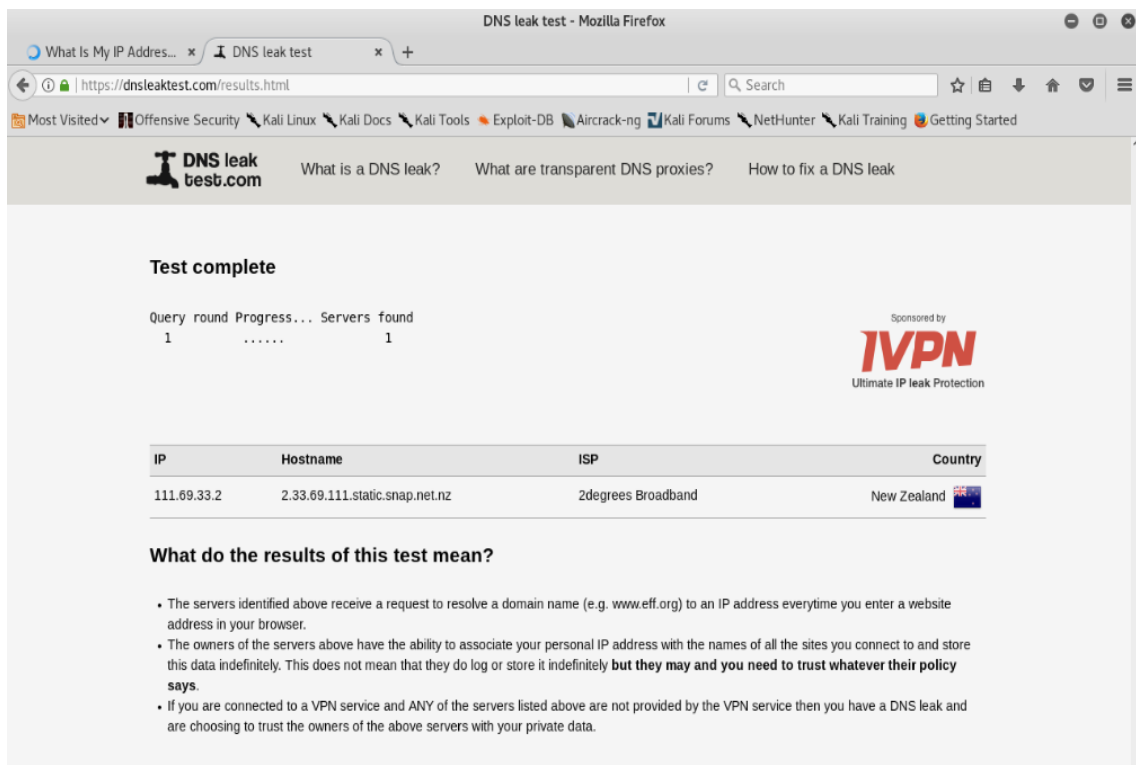 DNS leak test - Mozilla Firefox
What Is My IP Addres... × DNS leak test × +
https://dnsleaktest.com/results.html Search
Most Visited Offensive Security Kali Linux Kali Docs Kali Tools Exploit-DB Aircrack-ng Kali Forums NetHunter Kali Training Getting Started
DNS leak
test.com
What is a DNS leak? What are transparent DNS proxies? How to fix a DNS leak
Test complete
Query round Progress... Servers found
1 ...... 1
Sponsored by
IVPN
Ultimate IP leak Protection
IP Hostname ISP Country
111.69.33.2 2.33.69.111.static.snap.net.nz 2degrees Broadband New Zealand
What do the results of this test mean?
• The servers identified above receive a request to resolve a domain name (e.g. www.eff.org) to an IP address everytime you enter a website
address in your browser.
• The owners of the servers above have the ability to associate your personal IP address with the names of all the sites you connect to and store
this data indefinitely. This does not mean that they do log or store it indefinitely but they may and you need to trust whatever their policy
says.
• If you are connected to a VPN service and ANY of the servers listed above are not provided by the VPN service then you have a DNS leak and
are choosing to trust the owners of the above servers with your private data.